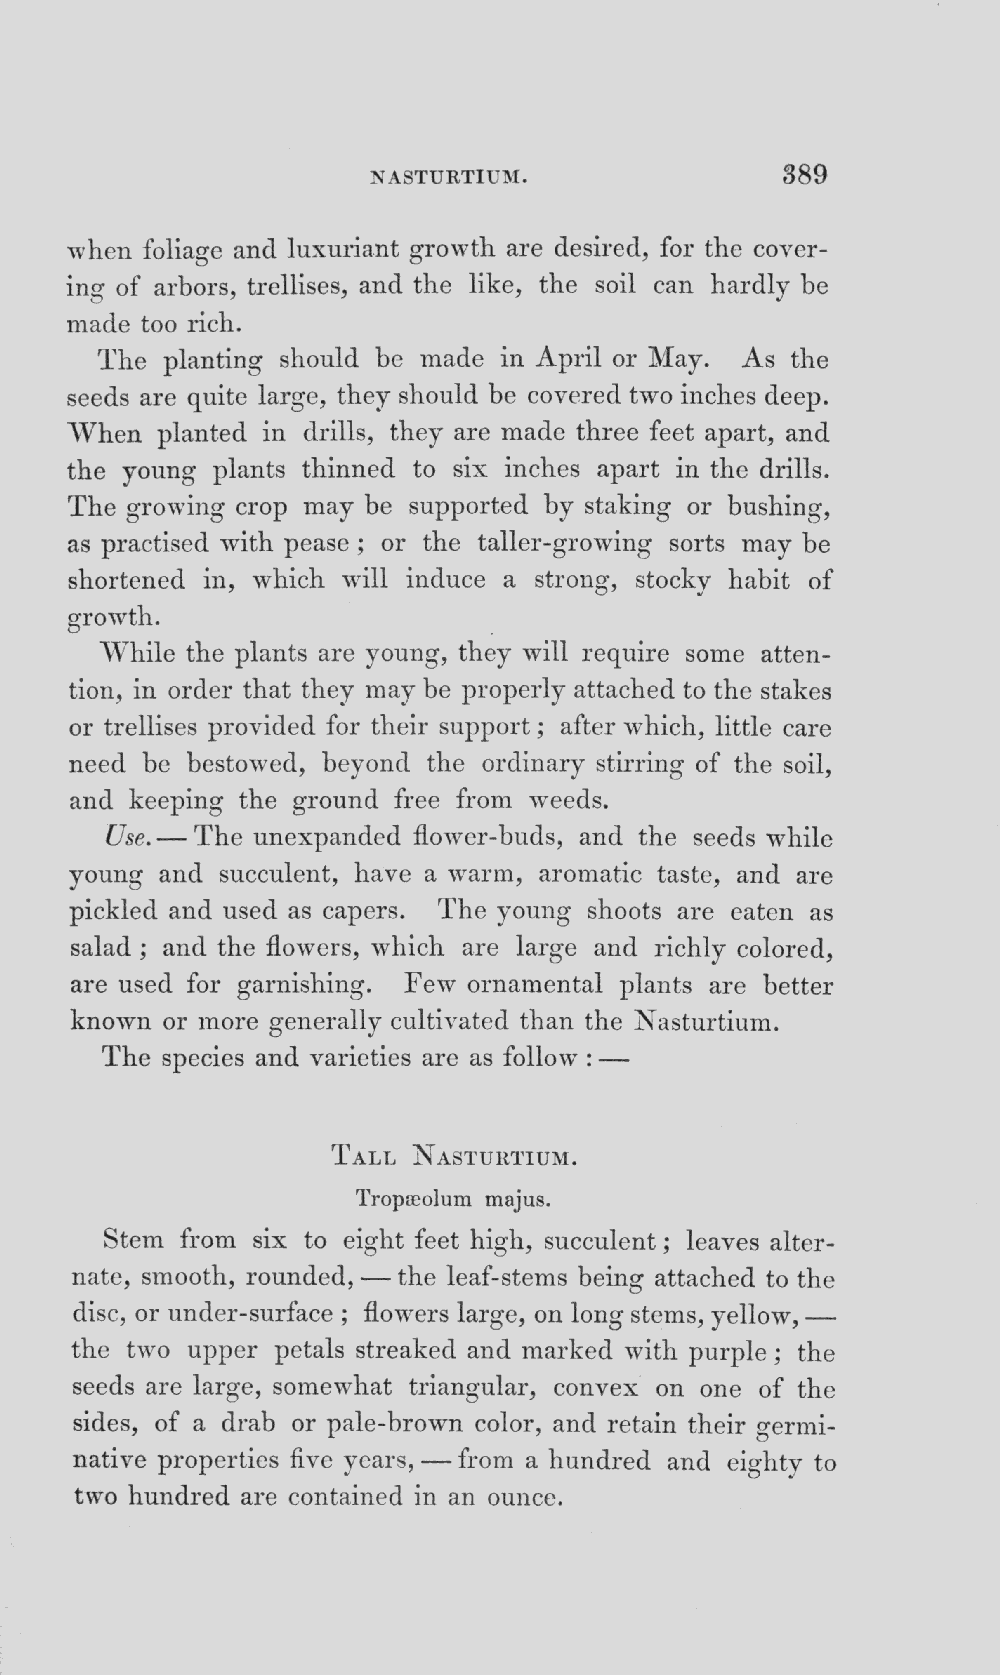 NASTURTIUM. 389
when foliage and luxuriant growth are desired, for the cover-
ing of arbors, trellises, and the like, the soil can hardly be
made too rich.
The planting should be made in April or May. As the
seeds are quite large, they should be covered two inches deep.
When planted in drills, they are made three feet apart, and
the young plants thinned to six inches apart in the drills.
The growing crop may be supported by staking or bushing,
as practised with pease ; or the taller-growing sorts may be
shortened in, which will induce a strong, stocky habit of
growth.
While the plants are young, they will require some atten-
tion, in order that they may be properly attached to the stakes
or trellises provided for their support ; after which, little care
need be bestowed, beyond the ordinary stirring of the soil,
and keeping the ground free from weeds.
Use. — The unexpanded flower-buds, and the seeds while
young and succulent, have a warm, aromatic taste, and are
pickled and used as capers. The young shoots are eaten as
salad ; and the flowers, which are large and richly colored,
are used for garnishing. Few ornamental plants are better
known or more generally cultivated than the Nasturtium.
The species and varieties are as follow : —
TALL NASTURTIUM.
Tropæolum majus.
Stem from six to eight feet high, succulent ; leaves alter-
nate, smooth, rounded, — the leaf-stems being attached to the
disc, or under-surface ; flowers large, on long stems, yellow, —
the two upper petals streaked and marked with purple ; the
seeds are large, somewhat triangular, convex on one of the
sides, of a drab or pale-brown color, and retain their germi-
native properties five years, — from a hundred and eighty to
two hundred are contained in an ounce.